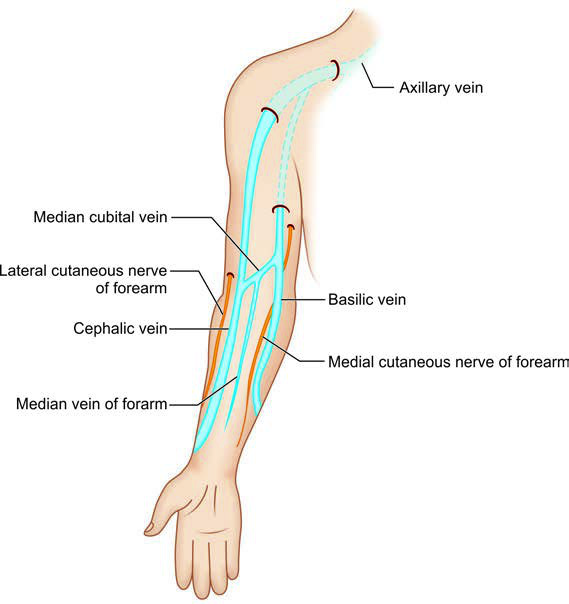 Axillary vein
Median cubital vein
Lateral cutaneous nerve
of forearm
Basilic vein
Cephalic vein
Medial cutaneous nerve of forearm
Median vein of forarm